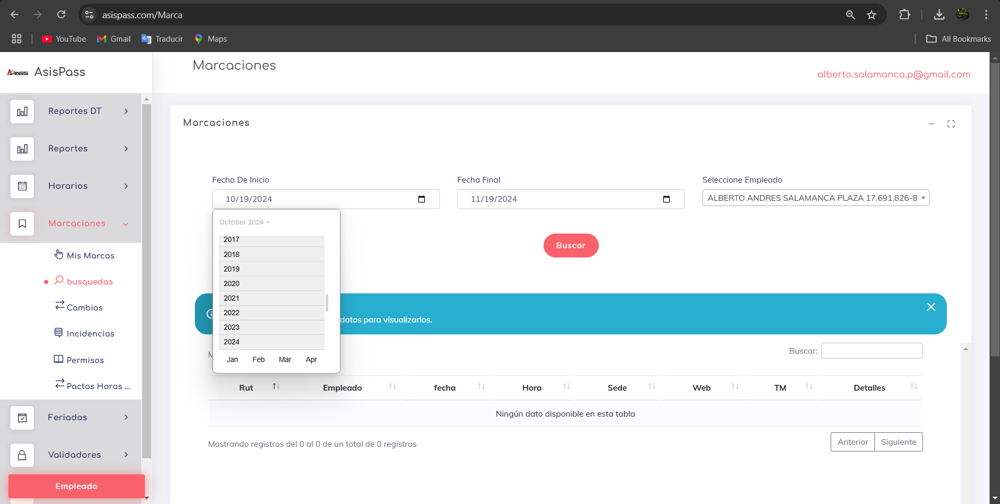 asispass.com/Marca
YouTube
Gmail
Traducir
Maps
All Bookmarks
AsisPass
Marcaciones
alberto.salamanca.p@gmail.com
Reportes DT
Reportes
Horarios
Marcaciones
Mis Marcas
busquedas
Cambios
Incidencias
Permisos
Pactos Horas ...
Feriados
Validadores
Empleado
Marcaciones
Fecha De Inicio
10/19/2024
Fecha Final
11/19/2024
Seleccione Empleado
ALBERTO ANDRES SALAMANCA PLAZA 17.691.826-8
October 2024
2017
2018
2019
2020
2021
2022
2023
2024
Jan Feb Mar Apr
Buscar
datos para visualizarlos.
M
Buscar:
Rut Empleado fecha Hora Sede Web TM Detalles
Ningún dato disponible en esta tabla
Mostrando registros del 0 al 0 de un total de 0 registros
Anterior Siguiente